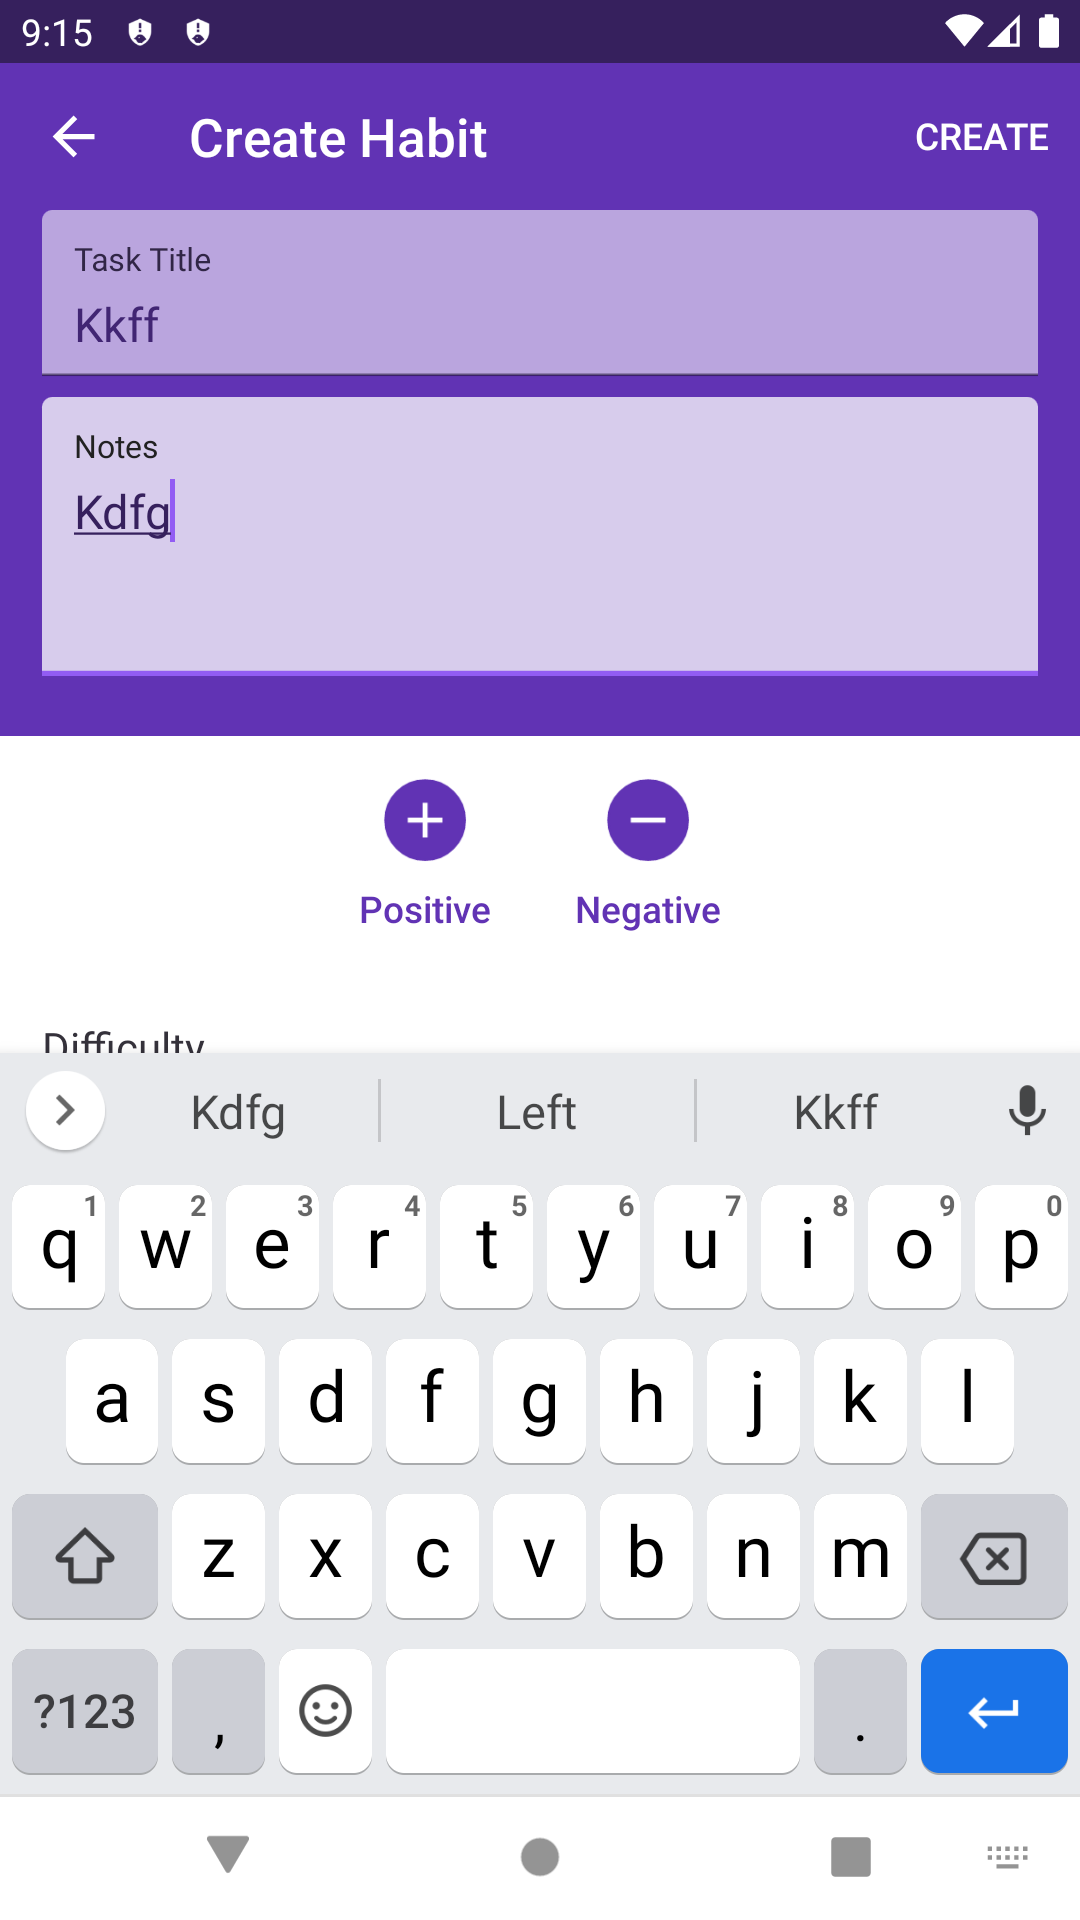 9:15
Create Habit
CREATE
Task Title
Kkff
Notes
Kdfg
Positive
Negative
Difficulty
Kdfg
Left
Kkff
1 2 3 4 5 6 7 8 9 0
q w e r t y u i o p
a s d f g h j k l
z x c v b n m
?123 , .